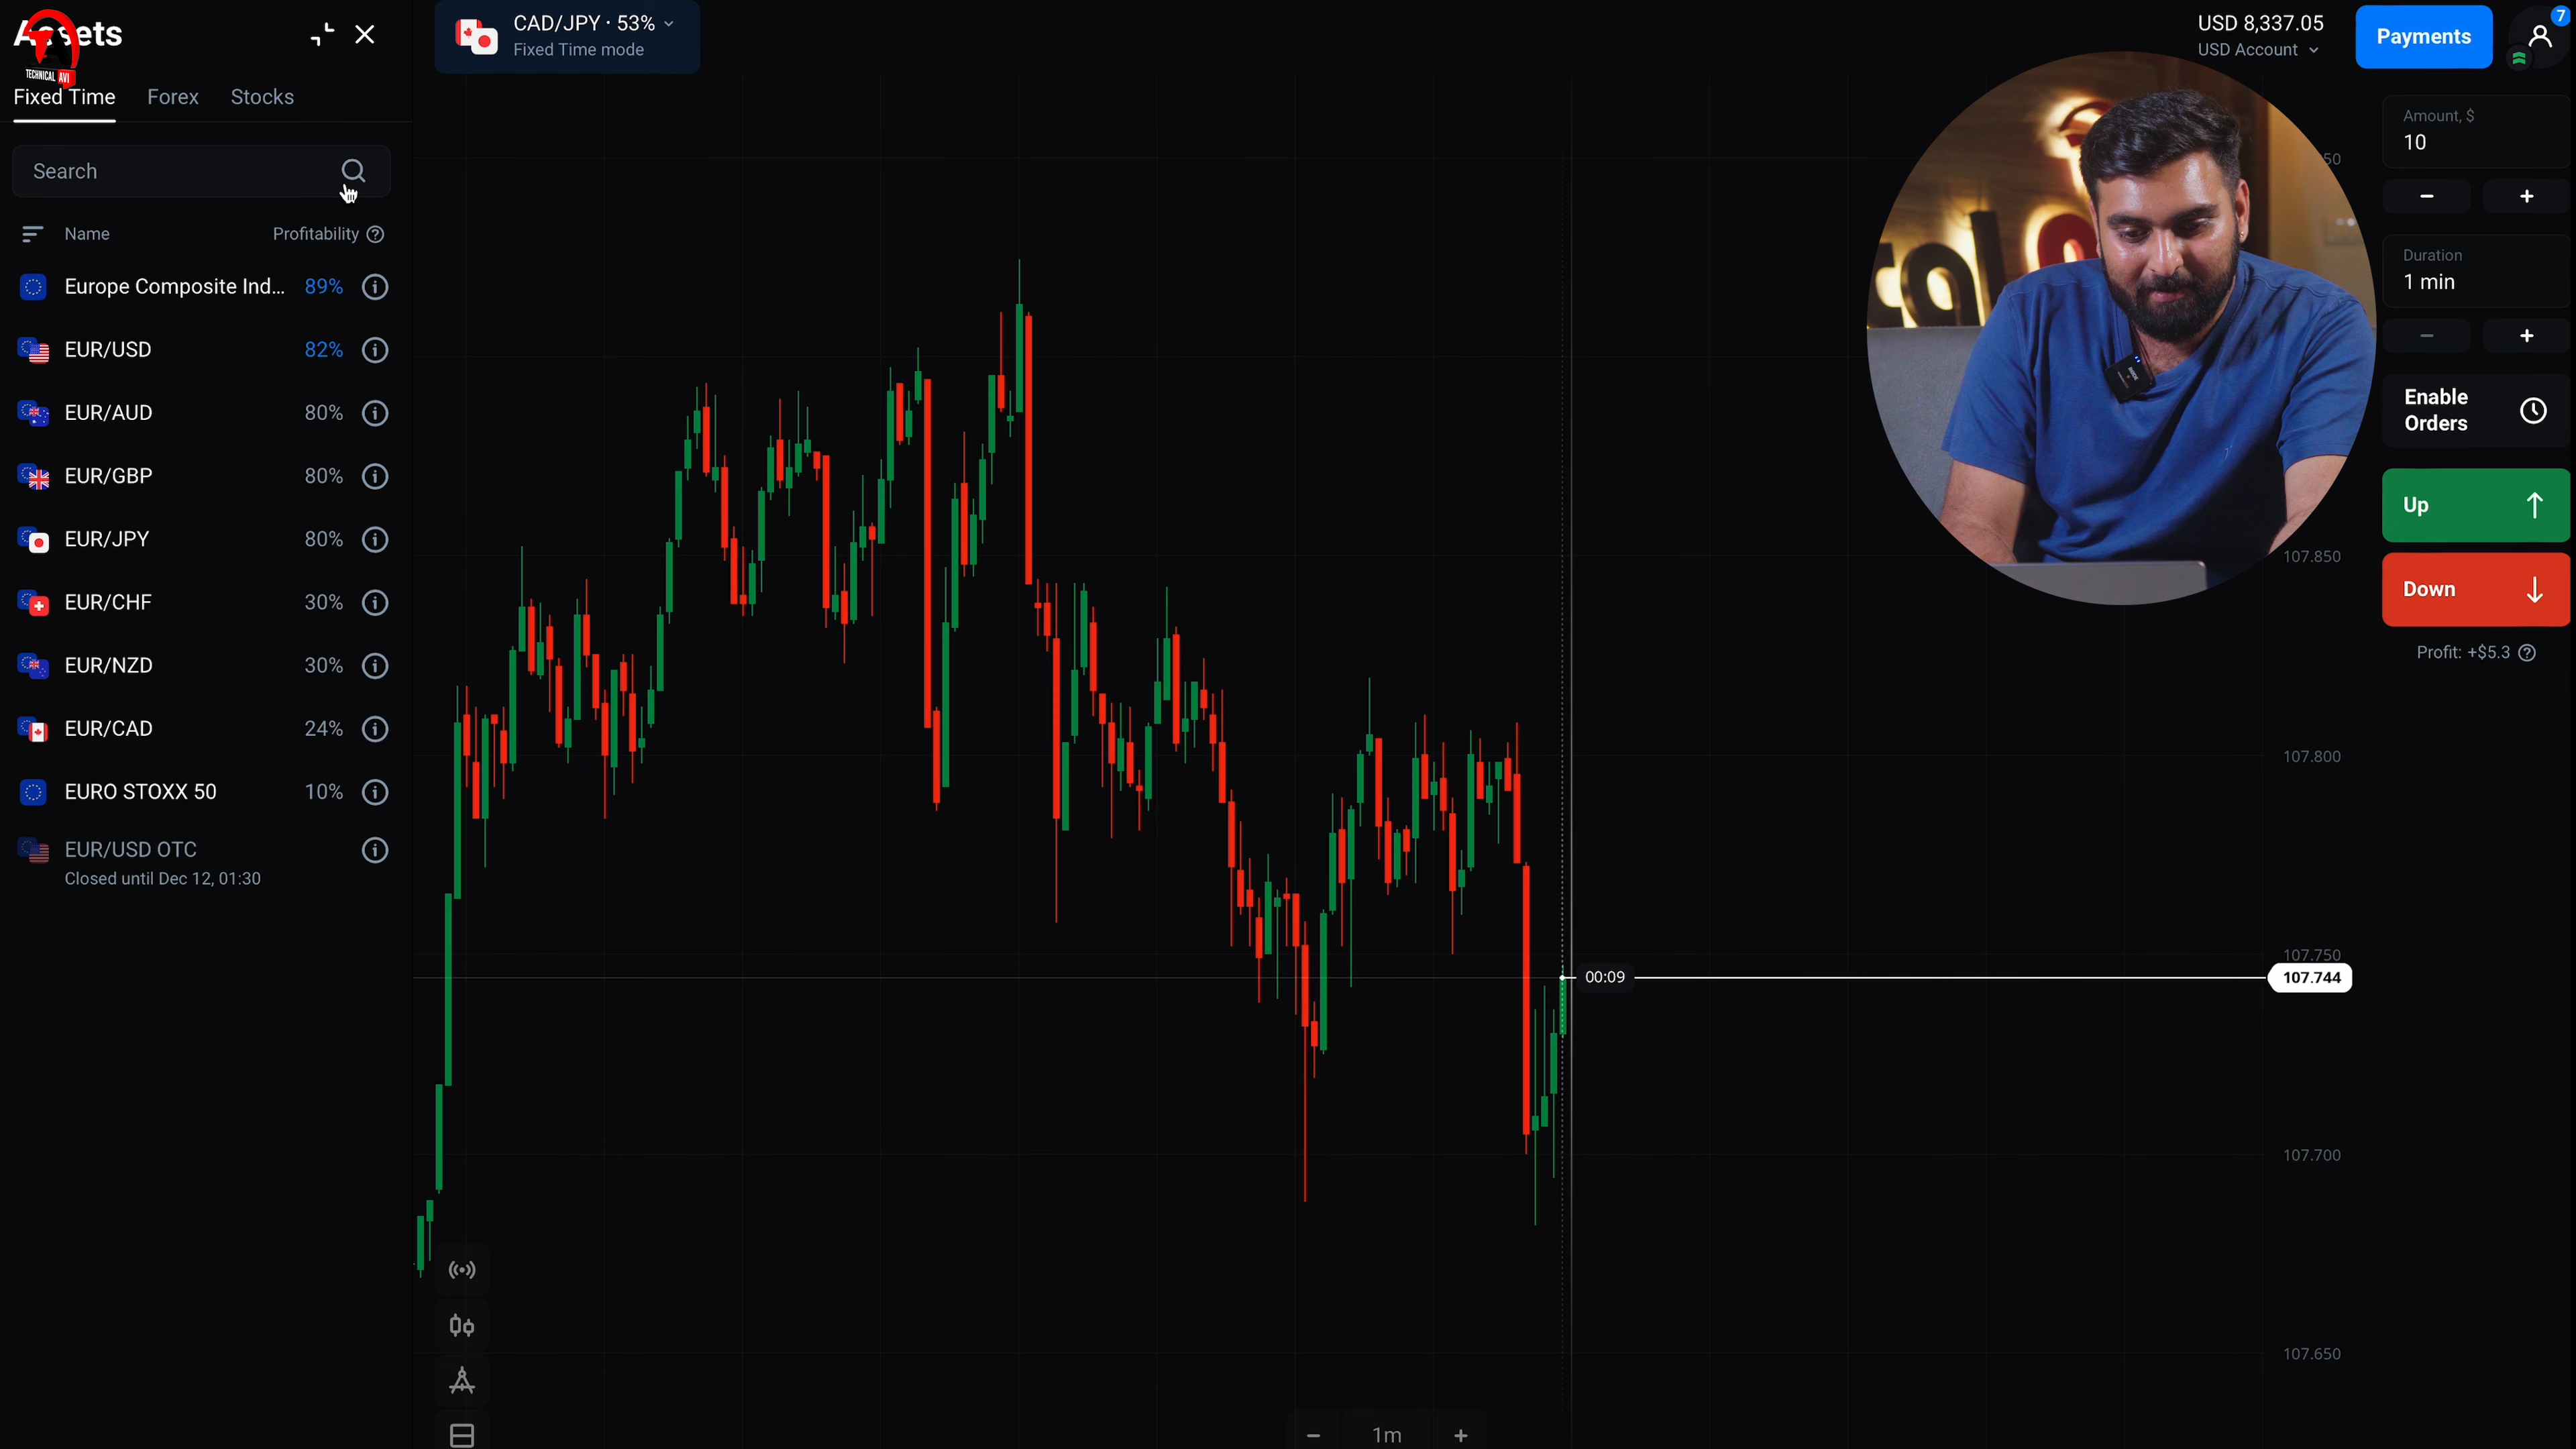 Assets
TECHNICAL AVI
Fixed Time
Forex
Stocks
Search
Name
Profitability
Europe Composite Ind... 89%
EUR/USD 82%
EUR/AUD 80%
EUR/GBP 80%
EUR/JPY 80%
EUR/CHF 30%
EUR/NZD 30%
EUR/CAD 24%
EURO STOXX 50 10%
EUR/USD OTC
Closed until Dec 12, 01:30
CAD/JPY · 53%
Fixed Time mode
USD 8,337.05
USD Account
Payments
7
Amount, $
10
Duration
1 min
Enable
Orders
Up
Down
Profit: +$5.3
50
107.850
107.800
107.750
107.744
107.700
107.650
00:09
1m